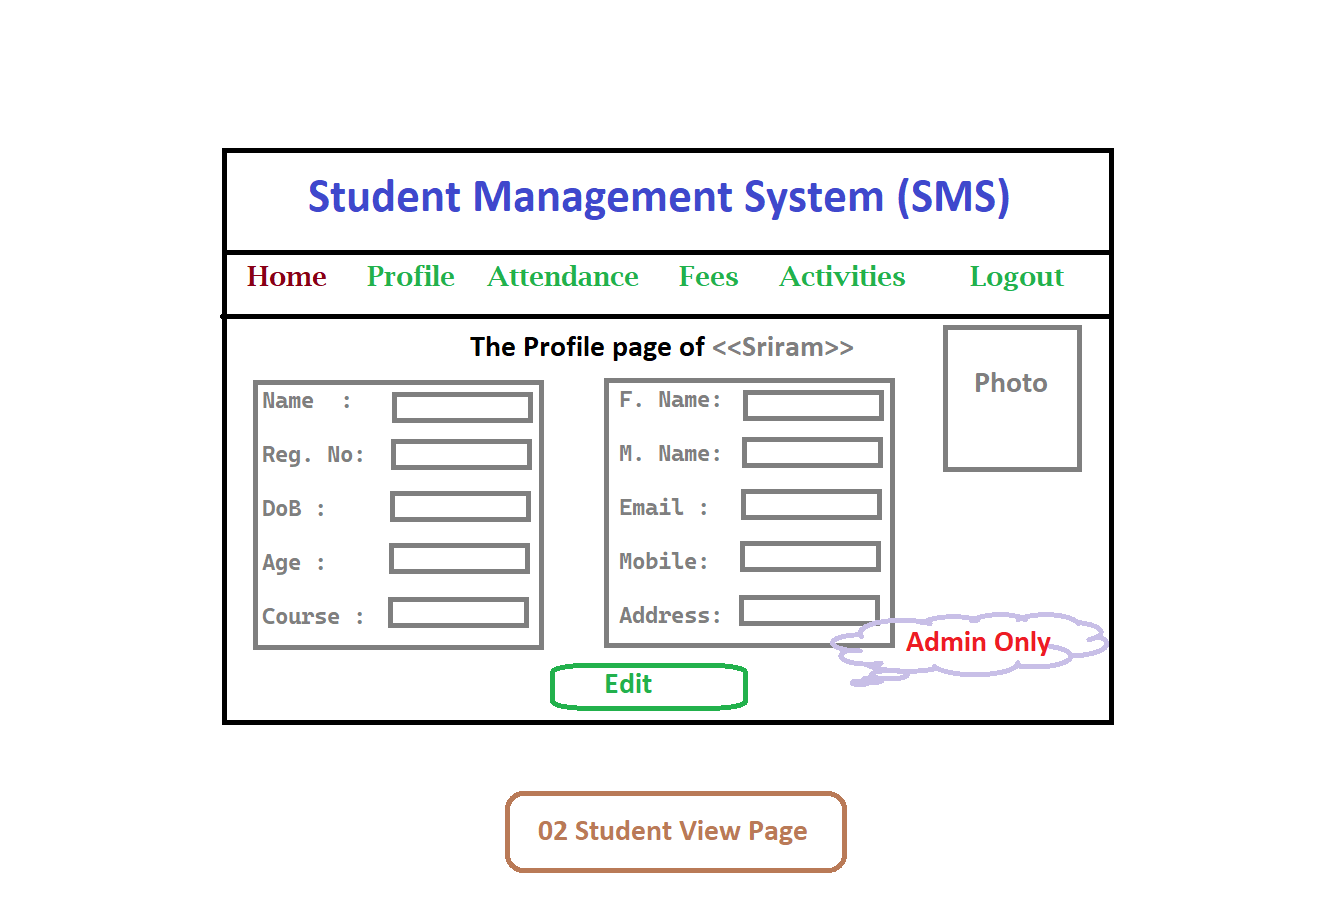 Student Management System (SMS)
Home Profile Attendance Fees Activities Logout
The Profile page of <<Sriram>>
Photo
Name :
Reg. No:
DoB :
Age :
Course :
F. Name:
M. Name:
Email :
Mobile:
Address:
Admin Only
Edit
02 Student View Page